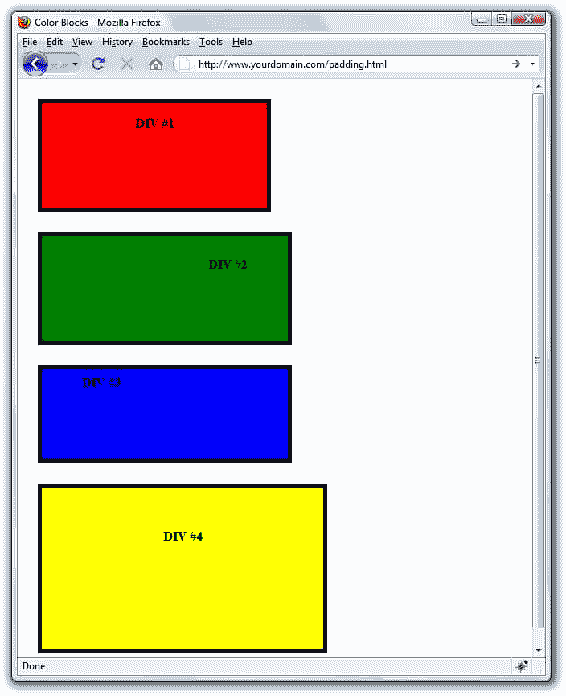 Color Blocks - Mozilla Firefox
File Edit View History Bookmarks Tools Help
http://www.yourdomain.com/padding.html
DIV #1
DIV #2
DIV #3
DIV #4
Done